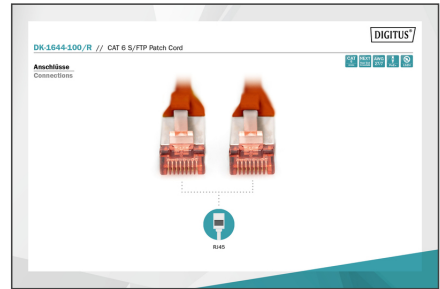 DIGITUS®
DK-1644-100/R // CAT 6 S/FTP Patch Cord
Anschlüsse
Connections
RJ45